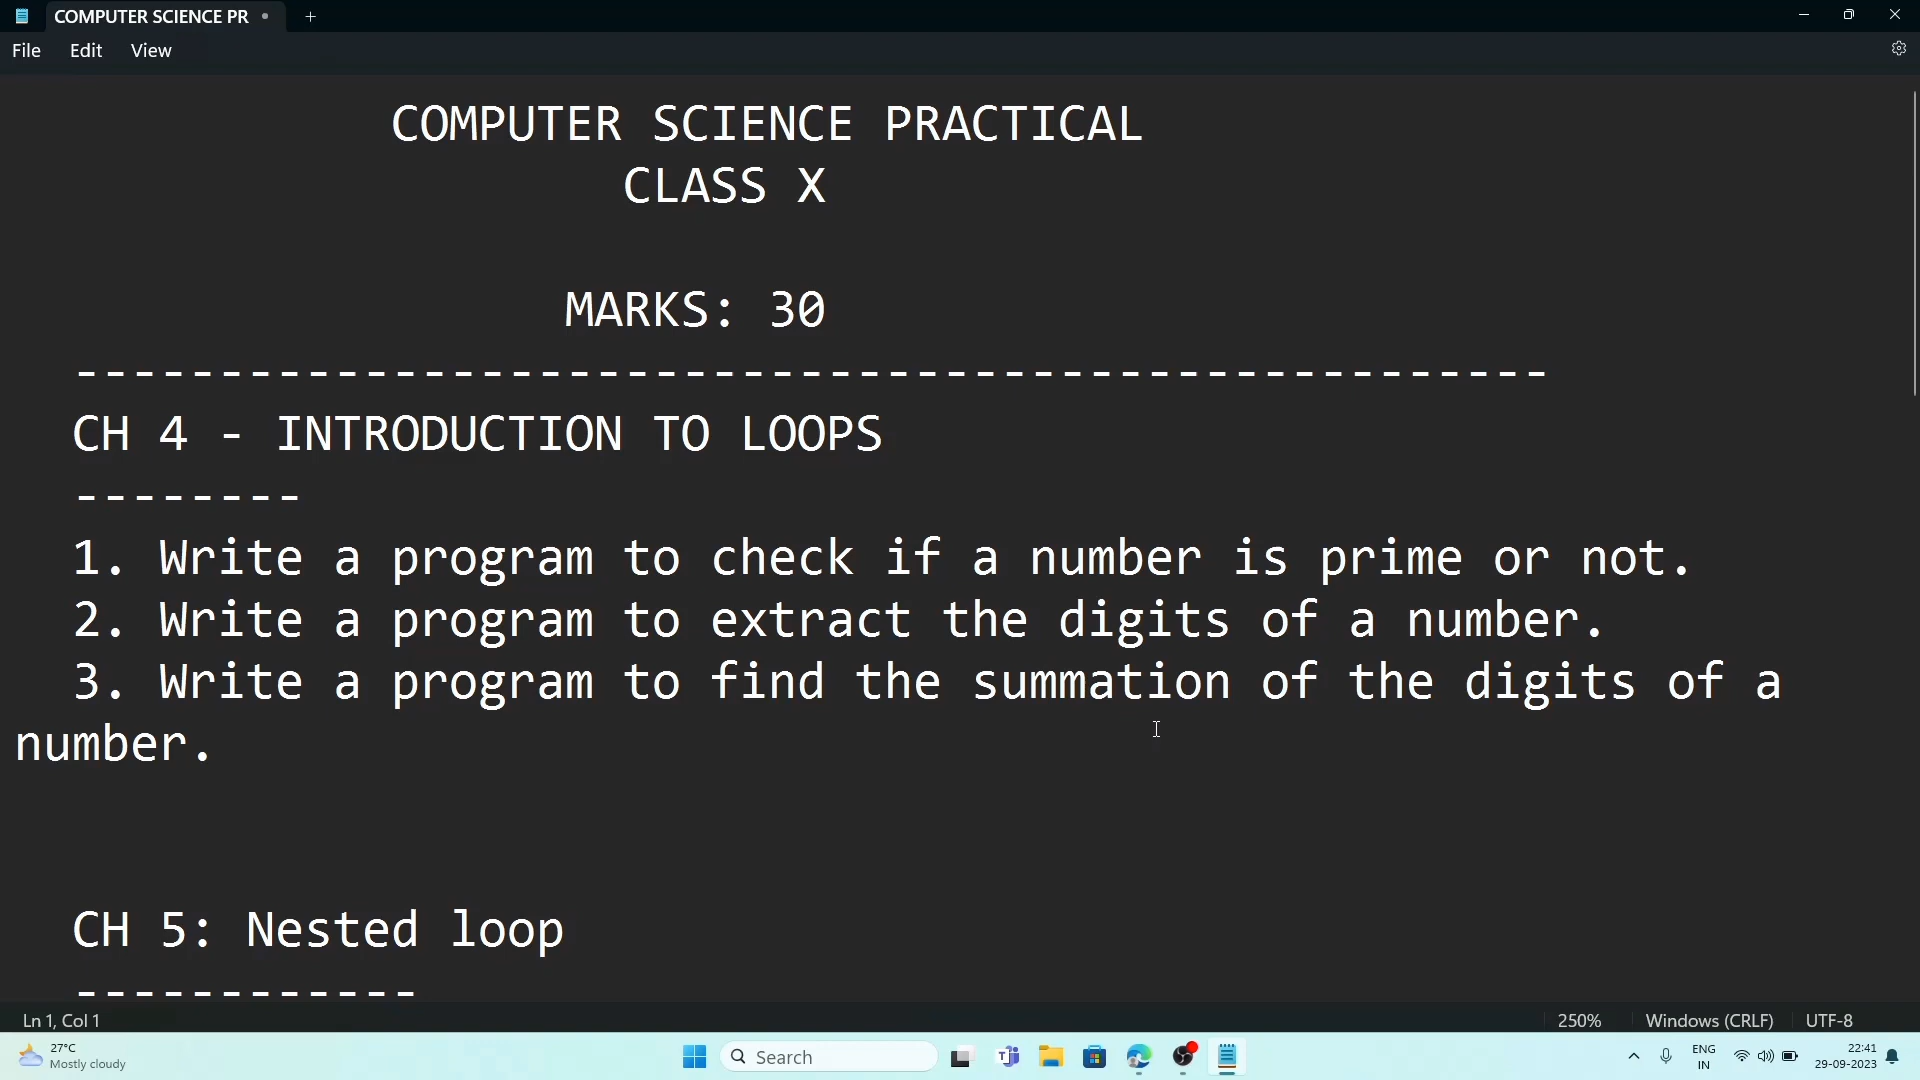 COMPUTER SCIENCE PR
File Edit View
COMPUTER SCIENCE PRACTICAL
CLASS X
MARKS: 30
---------------------------------------------------
CH 4 - INTRODUCTION TO LOOPS
--------
1. Write a program to check if a number is prime or not.
2. Write a program to extract the digits of a number.
3. Write a program to find the summation of the digits of a
number.
CH 5: Nested loop
------------
Ln 1, Col 1 250% Windows (CRLF) UTF-8
27°C
Mostly cloudy
Search
ENG
IN
22:41
29-09-2023